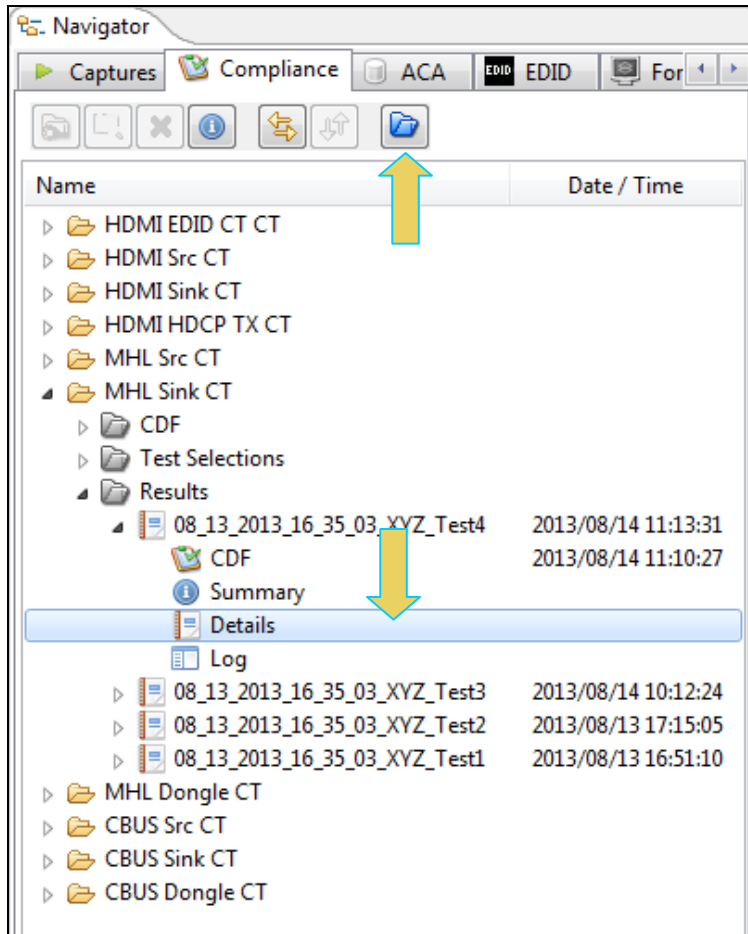 Navigator
Captures Compliance ACA EDID EDID For
Name Date / Time
HDMI EDID CT CT
HDMI Src CT
HDMI Sink CT
HDMI HDCP TX CT
MHL Src CT
MHL Sink CT
CDF
Test Selections
Results
08_13_2013_16_35_03_XYZ_Test4 2013/08/14 11:13:31
CDF 2013/08/14 11:10:27
Summary
Details
Log
08_13_2013_16_35_03_XYZ_Test3 2013/08/14 10:12:24
08_13_2013_16_35_03_XYZ_Test2 2013/08/13 17:15:05
08_13_2013_16_35_03_XYZ_Test1 2013/08/13 16:51:10
MHL Dongle CT
CBUS Src CT
CBUS Sink CT
CBUS Dongle CT